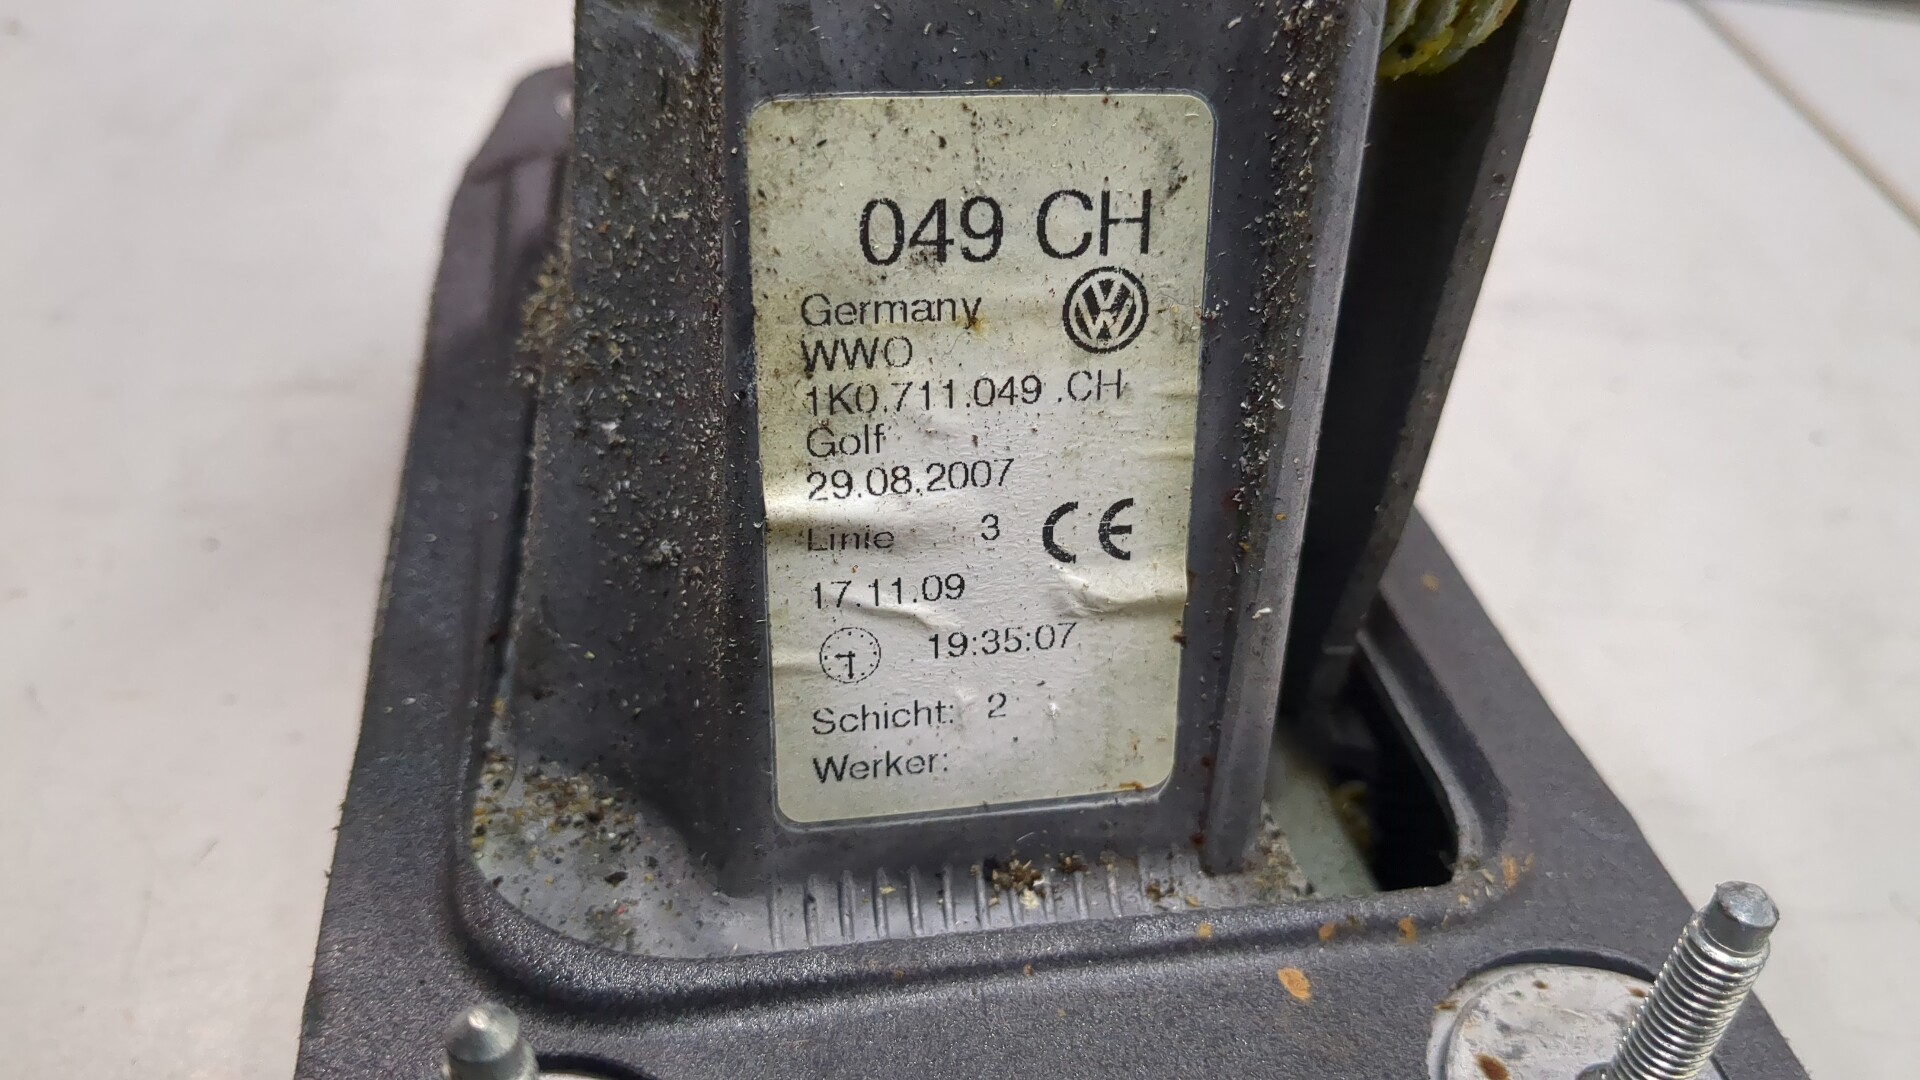 049 CH
Germany
WWO
1K0.711.049 .CH
Golf
29.08.2007
Linie 3 CE
17.11.09
19:35:07
Schicht: 2
Werker: